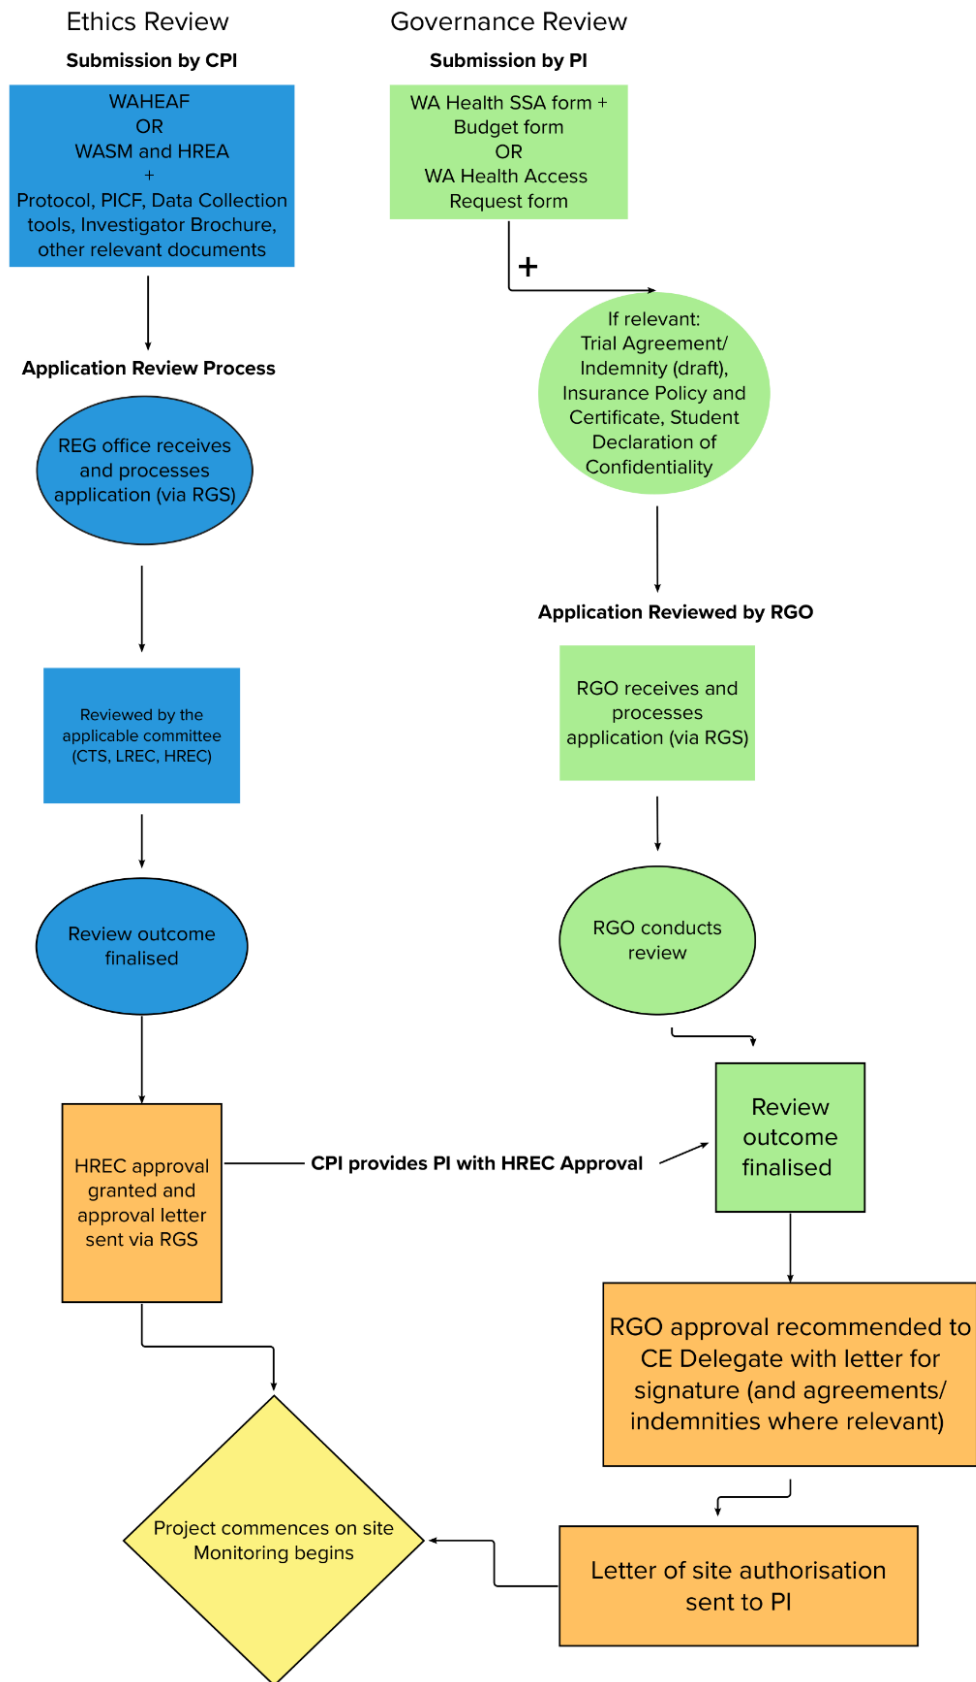 Ethics Review
Submission by CPI
WAHEAF
OR
WASM and HREA
+
Protocol, PICF, Data Collection
tools, Investigator Brochure,
other relevant documents
Application Review Process
REG office receives
and processes
application (via RGS)
Reviewed by the
applicable committee
(CTS, LREC, HREC)
Review outcome
finalised
HREC approval
granted and
approval letter
sent via RGS
CPI provides PI with HREC Approval
Governance Review
Submission by PI
WA Health SSA form +
Budget form
OR
WA Health Access
Request form
+
If relevant:
Trial Agreement/
Indemnity (draft),
Insurance Policy and
Certificate, Student
Declaration of
Confidentiality
Application Reviewed by RGO
RGO receives and
processes
application (via RGS)
RGO conducts
review
Review
outcome
finalised
RGO approval recommended to
CE Delegate with letter for
signature (and agreements/
indemnities where relevant)
Letter of site authorisation
sent to PI
Project commences on site
Monitoring begins